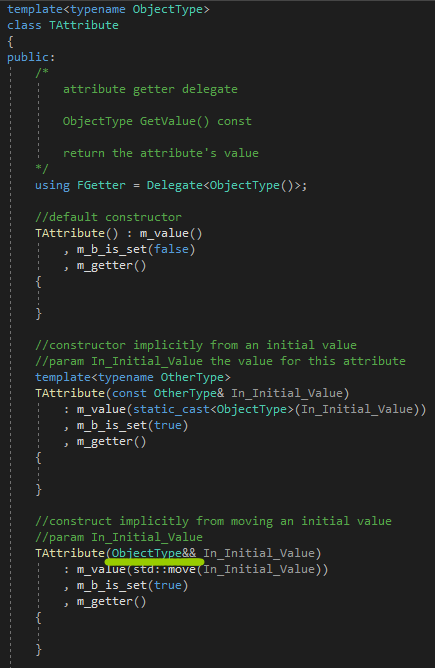 template<typename ObjectType>
class TAttribute
{
public:
/*
attribute getter delegate
ObjectType GetValue() const
return the attribute's value
*/
using FGetter = Delegate<ObjectType()>;
//default constructor
TAttribute() : m_value()
, m_b_is_set(false)
, m_getter()
{
}
//constructor implicitly from an initial value
//param In_Initial_Value the value for this attribute
template<typename OtherType>
TAttribute(const OtherType& In_Initial_Value)
: m_value(static_cast<ObjectType>(In_Initial_Value))
, m_b_is_set(true)
, m_getter()
{
}
//construct implicitly from moving an initial value
//param In_Initial_Value
TAttribute(ObjectType&& In_Initial_Value)
: m_value(std::move(In_Initial_Value))
, m_b_is_set(true)
, m_getter()
{
}